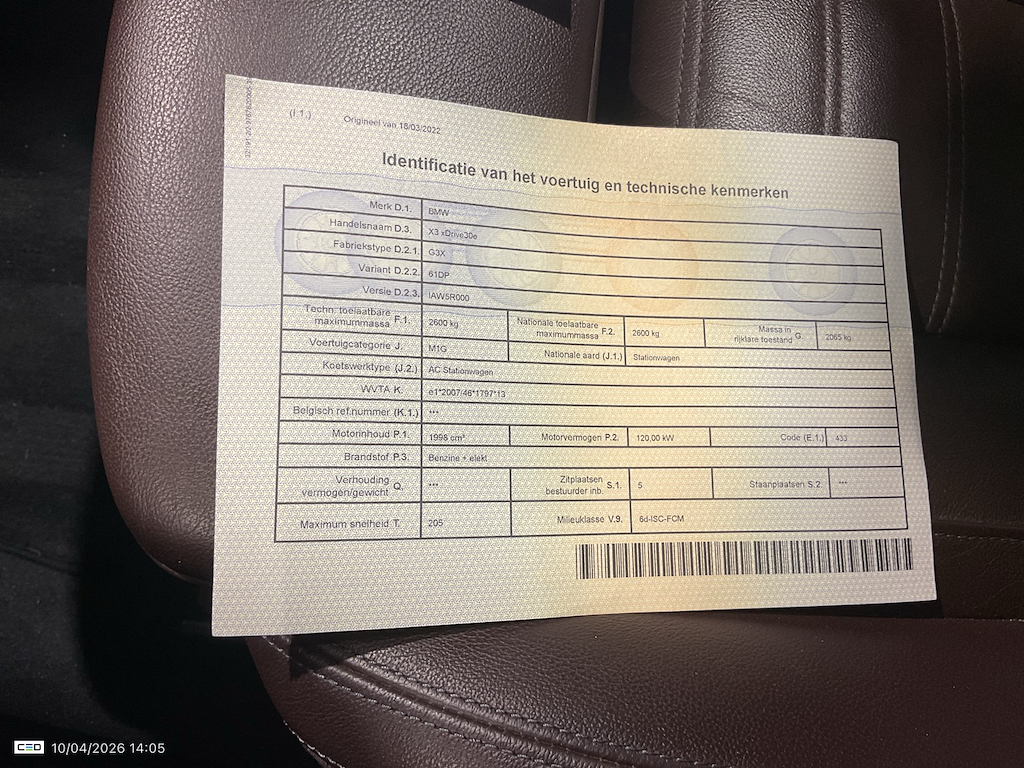 (I.1.) Origineel van 18/03/2022
Identificatie van het voertuig en technische kenmerken
Merk D.1. BMW
Handelsnaam D.3. X3 xDrive30e
Fabriekstype D.2.1. G3X
Variant D.2.2. 61DP
Versie D.2.3. IAW5R000
Techn. toelaatbare maximummassa F.1. 2600 kg Nationale toelaatbare maximummassa F.2. 2600 kg Massa in rijklare toestand G. 2065 kg
Voertuigcategorie J. M1G Nationale aard (J.1.) Stationwagen
Koetswerktype (J.2.) AC Stationwagen
WVTA K. e1*2007/46*1797*13
Belgisch ref.nummer (K.1.) ***
Motorinhoud P.1. 1998 cm³ Motorvermogen P.2. 120,00 kW Code (E.1.) 433
Brandstof P.3. Benzine + elekt
Verhouding vermogen/gewicht Q. *** Zitplaatsen bestuurder inb. S.1. 5 Staanplaatsen S.2. ***
Maximum snelheid T. 205 Milieuklasse V.9. 6d-ISC-FCM
CEO 10/04/2026 14:05